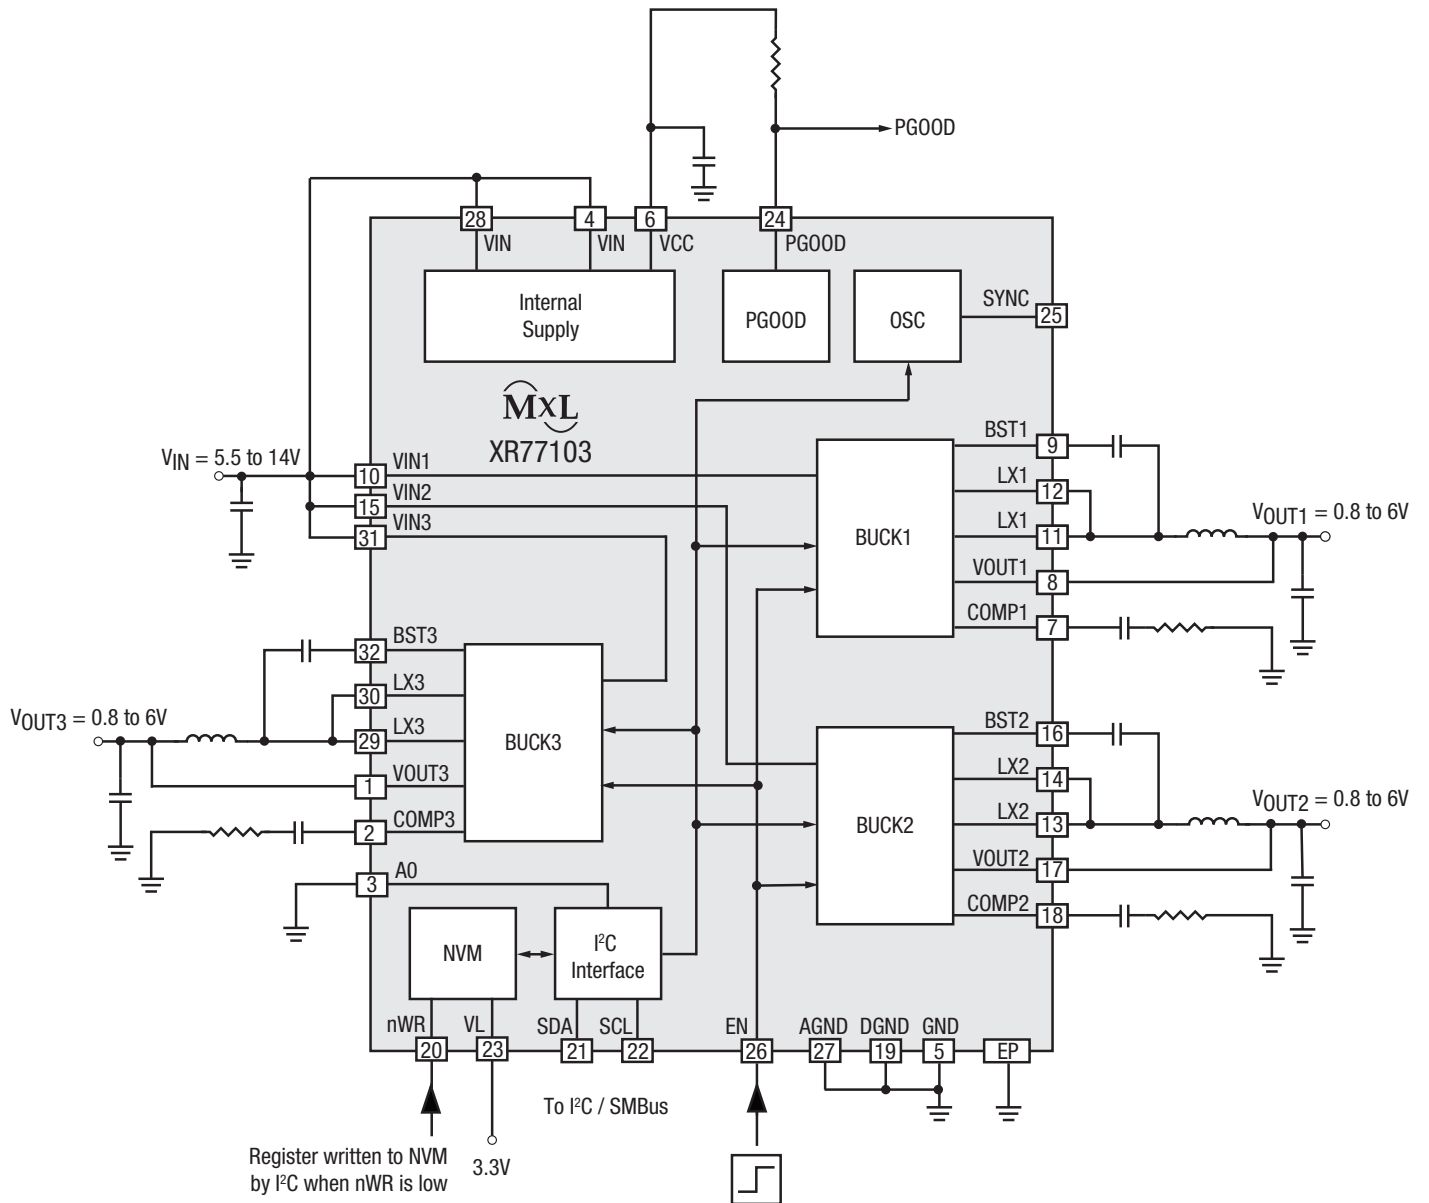 PGOOD
28
4
6
24
VIN
VIN
VCC
PGOOD
Internal
Supply
PGOOD
OSC
SYNC
25
MxL
XR77103
VIN = 5.5 to 14V
10
VIN1
15
VIN2
31
VIN3
BUCK1
BST1
9
LX1
12
LX1
11
VOUT1
8
COMP1
7
VOUT1 = 0.8 to 6V
32
BST3
30
LX3
29
LX3
1
VOUT3
2
COMP3
VOUT3 = 0.8 to 6V
BUCK3
BUCK2
BST2
16
LX2
14
LX2
13
VOUT2
17
COMP2
18
VOUT2 = 0.8 to 6V
3
A0
NVM
I²C
Interface
nWR
VL
SDA
SCL
EN
AGND
DGND
GND
20
23
21
22
26
27
19
5
EP
To I²C / SMBus
Register written to NVM
by I²C when nWR is low
3.3V